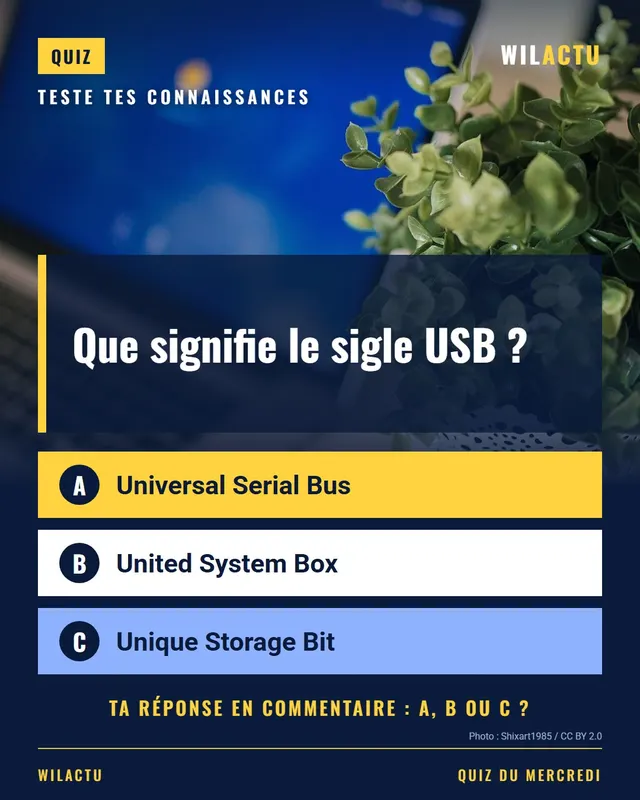 QUIZ
WILACTU
TESTE TES CONNAISSANCES
Que signifie le sigle USB ?
A Universal Serial Bus
B United System Box
C Unique Storage Bit
TA RÉPONSE EN COMMENTAIRE : A, B OU C ?
Photo : Shixart1985 / CC BY 2.0
WILACTU
QUIZ DU MERCREDI